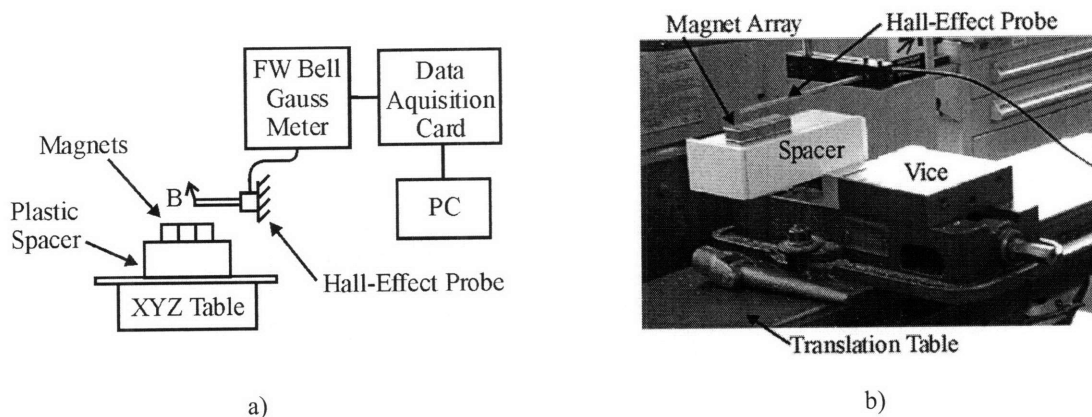 FW Bell
Gauss
Meter
Data
Aquisition
Card
Magnets
B
PC
Plastic
Spacer
XYZ Table
Hall-Effect Probe
a)
Magnet Array
Hall-Effect Probe
Spacer
Vice
Translation Table
b)